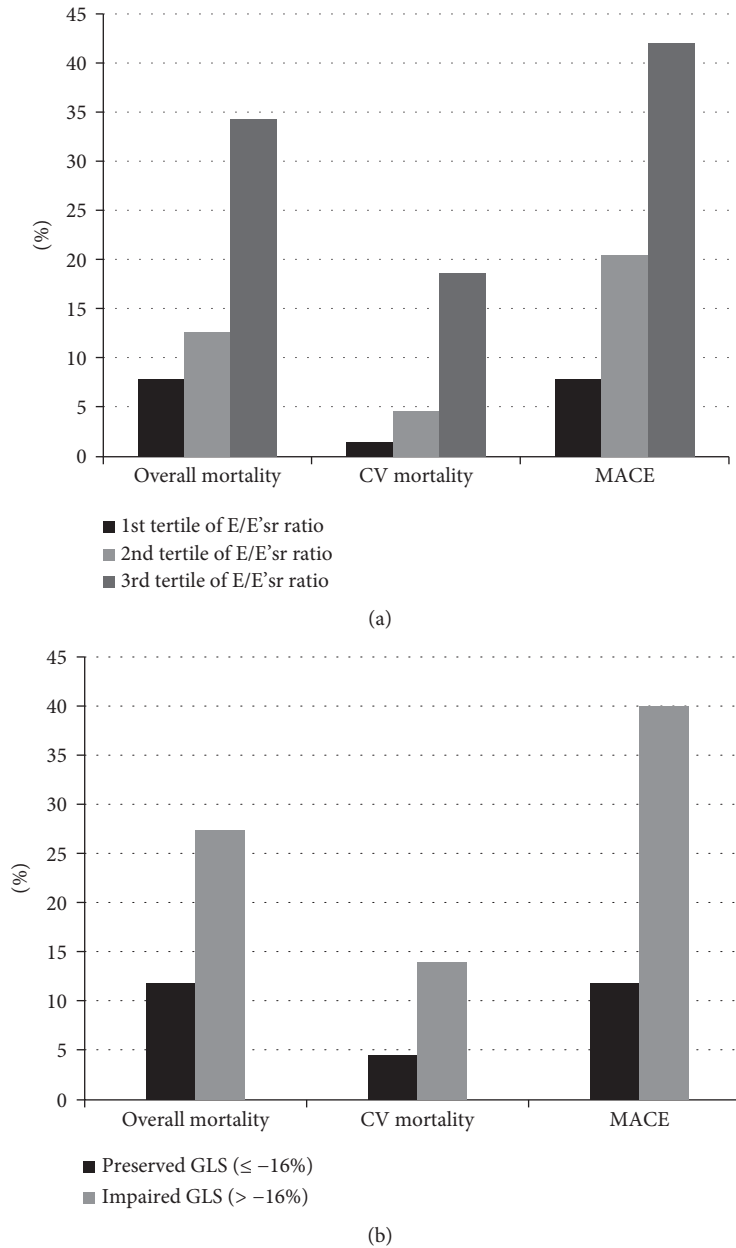 45
40
35
30
25
20
15
10
5
0
(%)
Overall mortality CV mortality MACE
1st tertile of E/E'sr ratio
2nd tertile of E/E'sr ratio
3rd tertile of E/E'sr ratio
(a)
45
40
35
30
25
20
15
10
5
0
(%)
Overall mortality CV mortality MACE
Preserved GLS (≤ −16%)
Impaired GLS (> −16%)
(b)